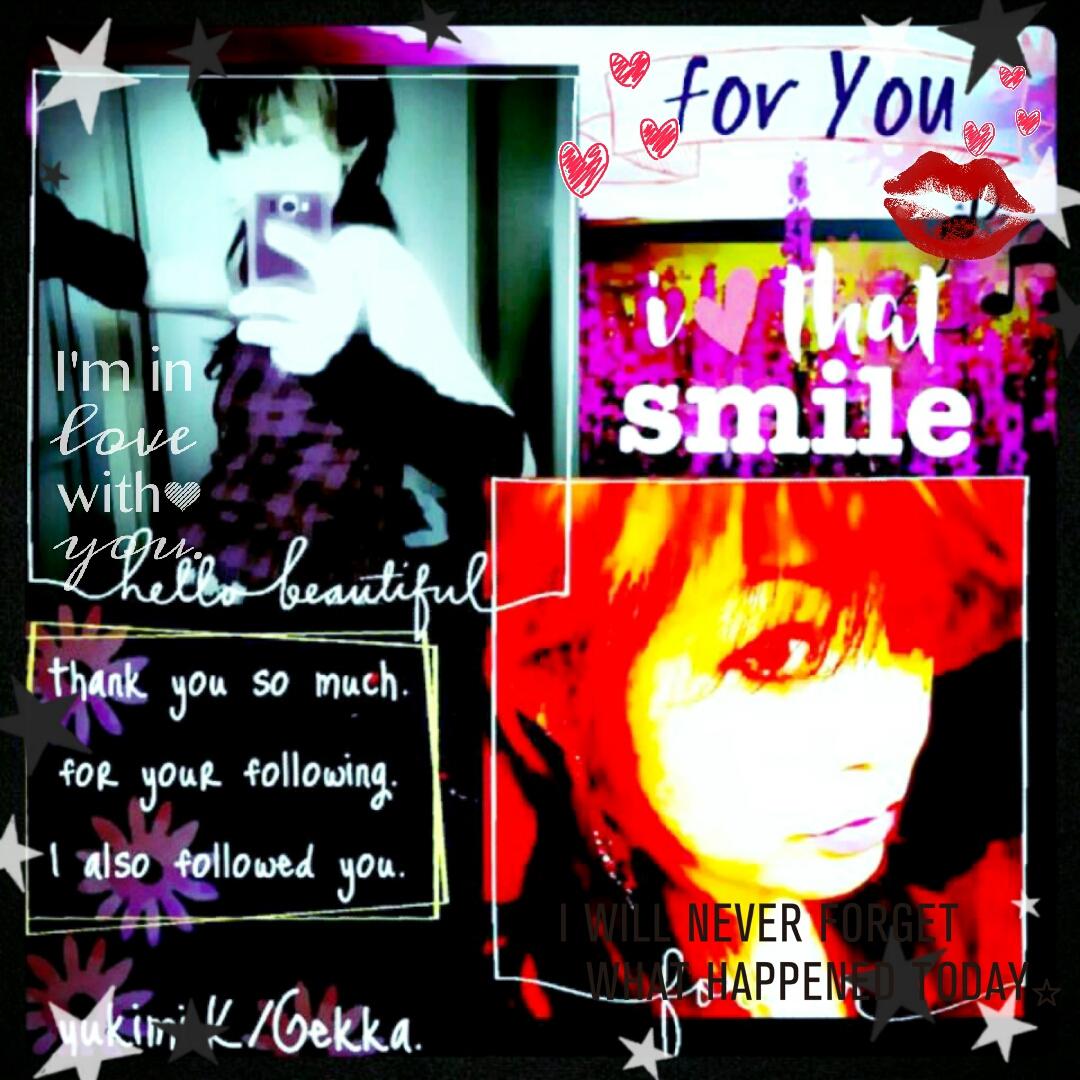 for You
i that
smile
I'm in
love
with
you.
hello beautiful
thank you so much.
for your following.
I also followed you.
I WILL NEVER FORGET
WHAT HAPPENED TODAY
yukimi K/Gekka.